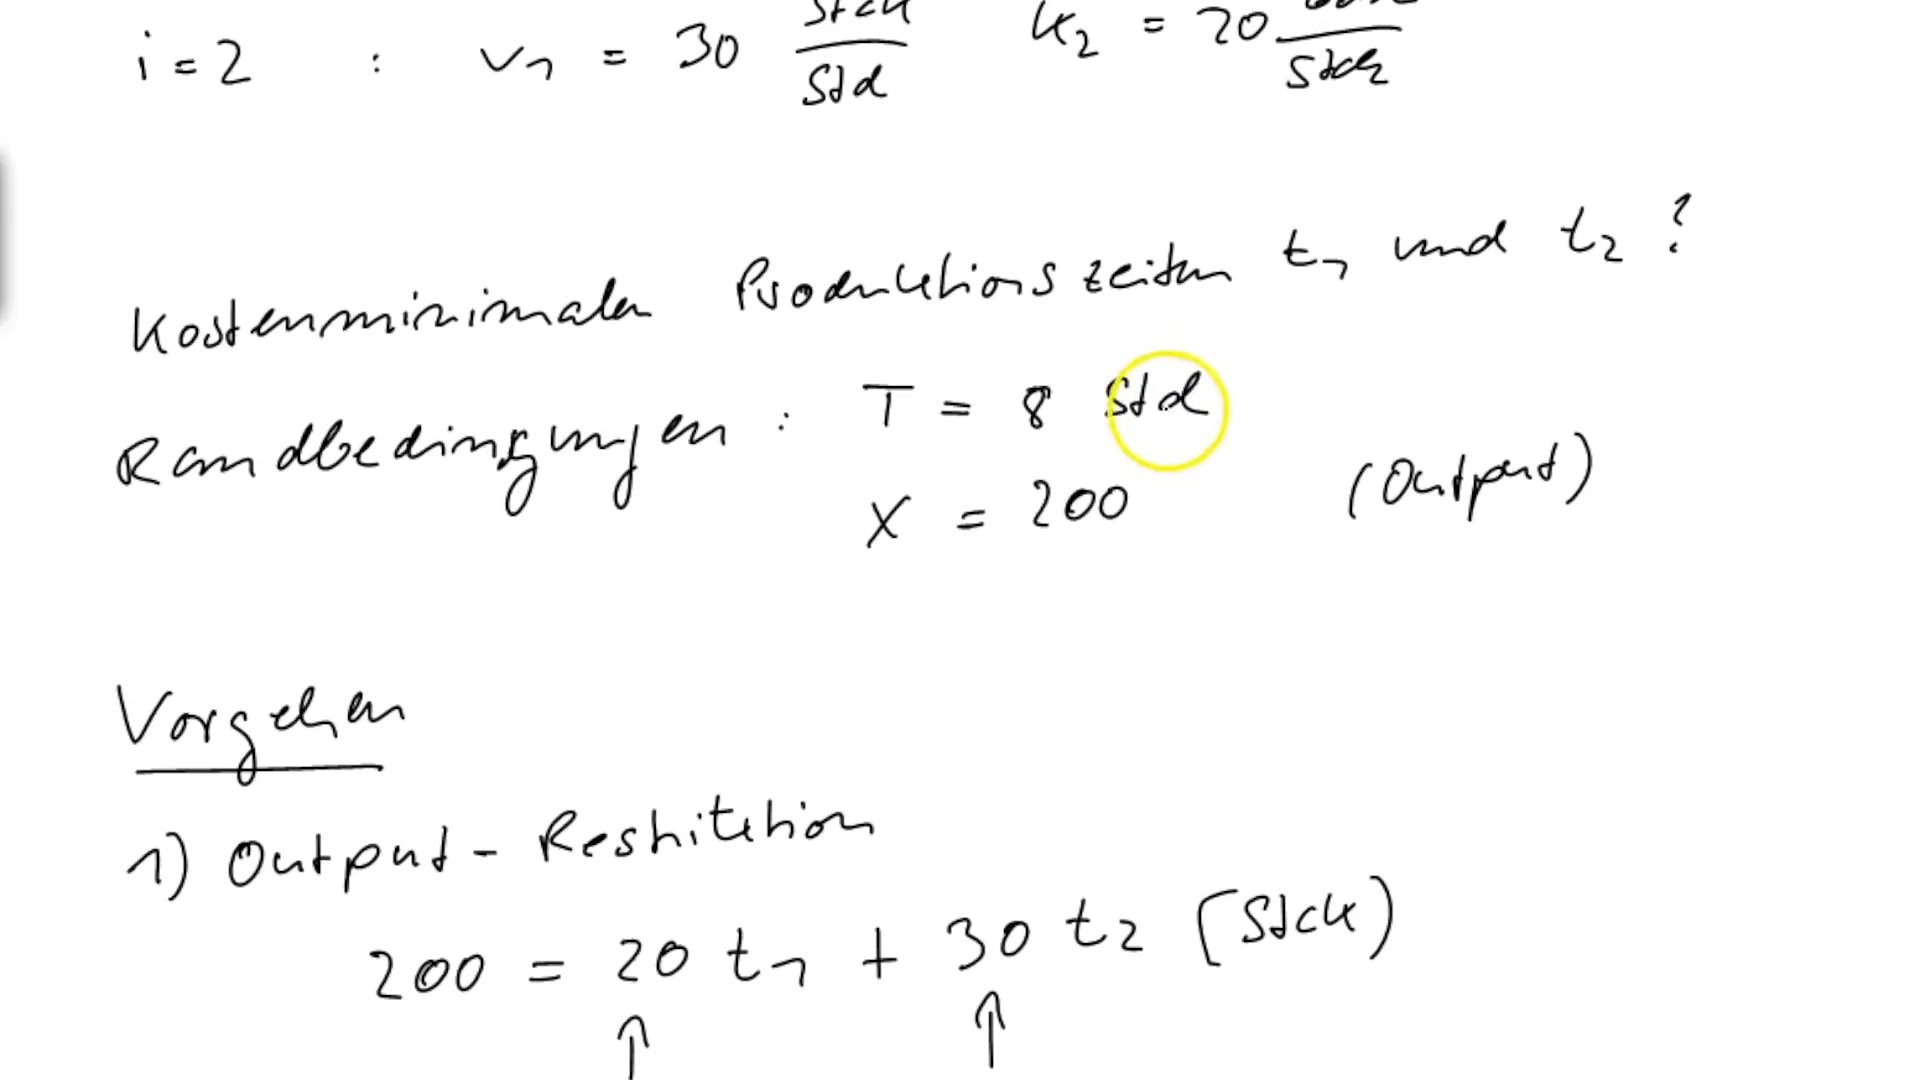 i = 2 : v1 = 30 Stck/Std k2 = 20 /Stck
Kostenminimalen Produktionszeiten t1 und t2 ?
Randbedingungen : T = 8 Std
X = 200 (Output)
Vorgehen
1) Output - Restriktion
200 = 20 t1 + 30 t2 [Stck)
↑ ↑